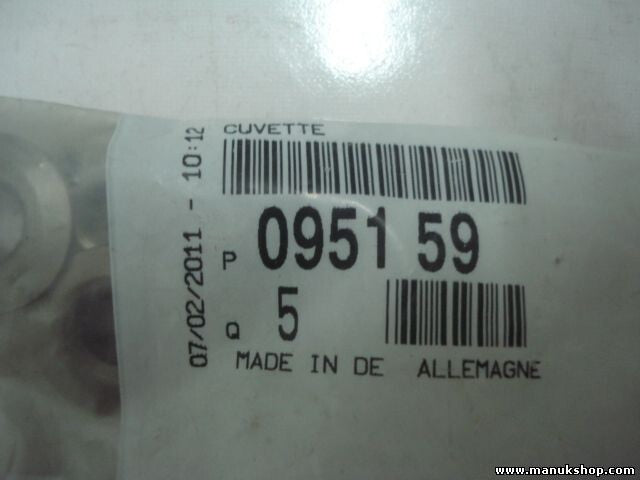 CUVETTE
07/02/2011 - 10:12
P 0951 59
Q 5
MADE IN DE ALLEMAGNE
www.manukshop.com